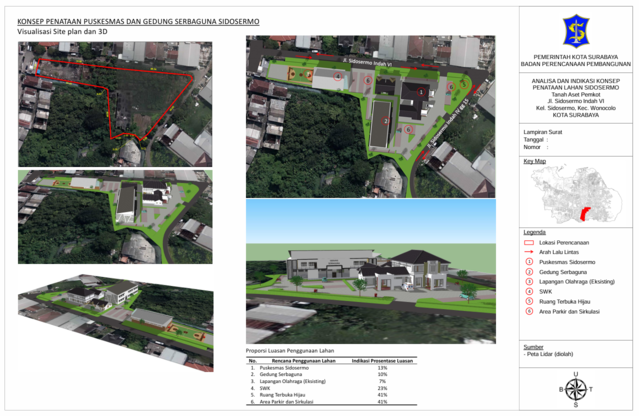 KONSEP PENATAAN PUSKESMAS DAN GEDUNG SERBAGUNA SIDOSERMO
Visualisasi Site plan dan 3D
Jl. Sidosermo Indah VI
PEMERINTAH KOTA SURABAYA
BADAN PERENCANAAN PEMBANGUNAN
ANALISA DAN INDIKASI KONSEP
PENATAAN LAHAN SIDOSERMO
Tanah Aset Pemkot
Jl. Sidosermo Indah VI
Kel. Sidosermo, Kec. Wonocolo
KOTA SURABAYA
Lampiran Surat
Tanggal :
Nomor :
Key Map
Legenda
Lokasi Perencanaan
Arah Lalu Lintas
1 Puskesmas Sidosermo
2 Gedung Serbaguna
3 Lapangan Olahraga (Eksisting)
4 SWK
5 Ruang Terbuka Hijau
6 Area Parkir dan Sirkulasi
Sumber
- Peta Lidar (diolah)
U
B T
S
Proporsi Luasan Penggunaan Lahan
No. Rencana Penggunaan Lahan Indikasi Prosentase Luasan
1. Puskesmas Sidosermo 13%
2. Gedung Serbaguna 10%
3. Lapangan Olahraga (Eksisting) 7%
4. SWK 23%
5. Ruang Terbuka Hijau 41%
6. Area Parkir dan Sirkulasi 41%